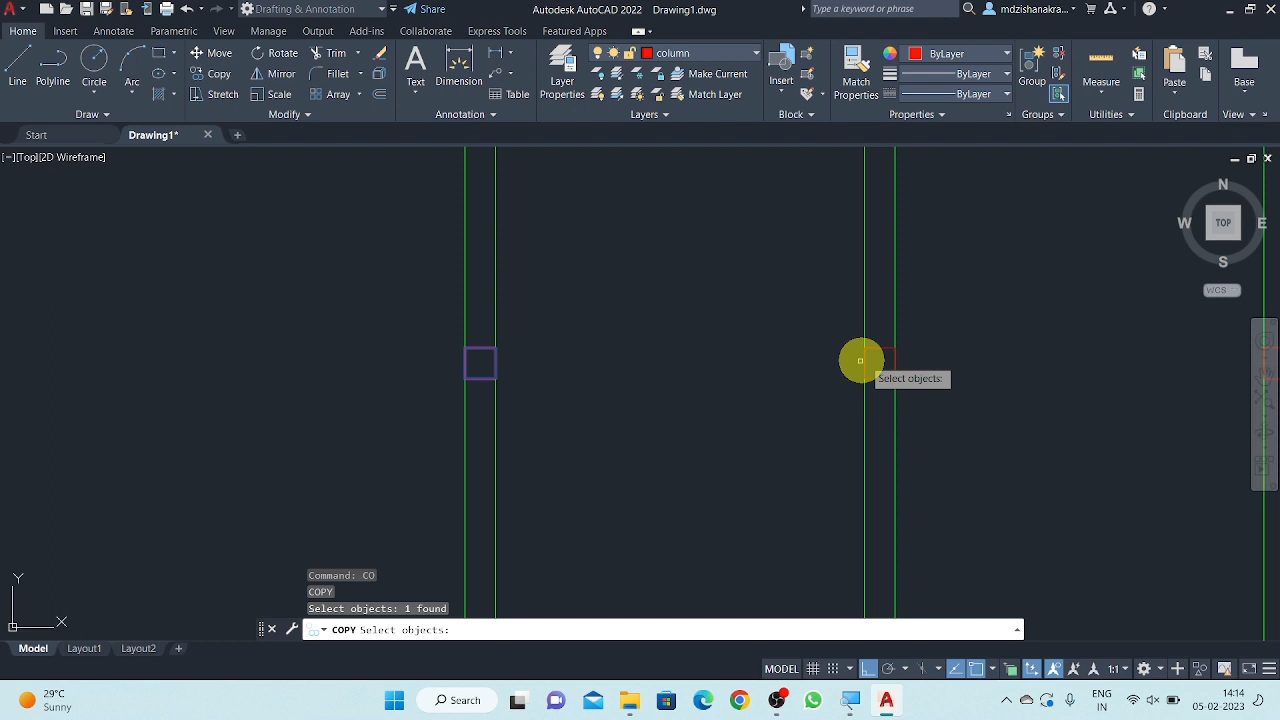 Drafting & Annotation
Share
Autodesk AutoCAD 2022 Drawing1.dwg
Type a keyword or phrase
mdzishanakra...
Home Insert Annotate Parametric View Manage Output Add-ins Collaborate Express Tools Featured Apps
Line Polyline Circle Arc
Move Rotate
Copy Mirror Fillet
Stretch Scale Array
Text Dimension
Table
Layer Properties
column
Make Current
Match Layer
Insert
Match Properties
ByLayer
ByLayer
ByLayer
Group
Measure
Paste
Base
Draw Modify Annotation Layers Block Properties Groups Utilities Clipboard View
Start Drawing1*
[−][Top][2D Wireframe]
N
W TOP E
S
WCS
Select objects:
Y
X
Command: CO
COPY
Select objects: 1 found
COPY Select objects:
Model Layout1 Layout2
MODEL 1:1
29°C
Sunny
Search
ENG
IN
14:14
05-02-2023